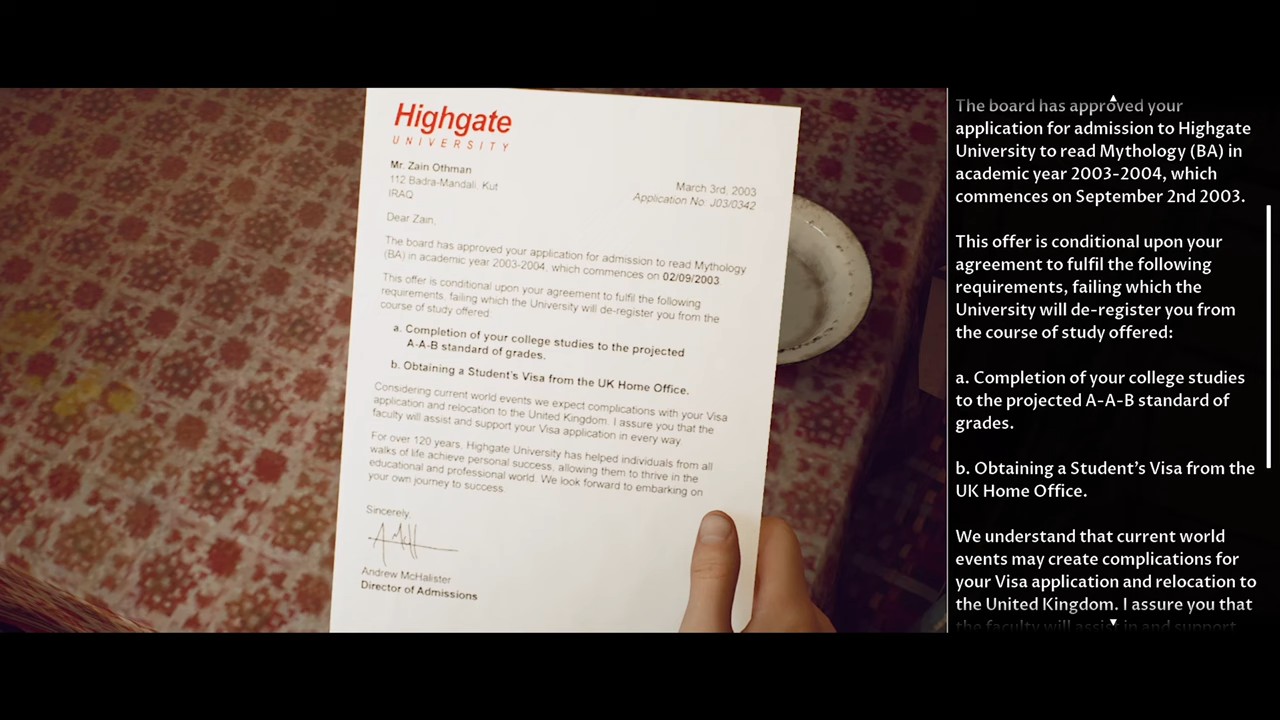 Highgate
UNIVERSITY
Mr. Zain Othman
112 Badra-Mandali, Kut
IRAQ
March 3rd, 2003
Application No: J03/0342
Dear Zain,
The board has approved your application for admission to read Mythology
(BA) in academic year 2003-2004, which commences on 02/09/2003.
This offer is conditional upon your agreement to fulfil the following
requirements, failing which the University will de-register you from the
course of study offered:
a. Completion of your college studies to the projected
A-A-B standard of grades.
b. Obtaining a Student's Visa from the UK Home Office.
Considering current world events we expect complications with your Visa
application and relocation to the United Kingdom. I assure you that the
faculty will assist and support your Visa application in every way.
For over 120 years, Highgate University has helped individuals from all
walks of life achieve personal success, allowing them to thrive in the
educational and professional world. We look forward to embarking on
your own journey to success.
Sincerely,
Andrew McHalister
Director of Admissions
The board has approved your
application for admission to Highgate
University to read Mythology (BA) in
academic year 2003-2004, which
commences on September 2nd 2003.
This offer is conditional upon your
agreement to fulfil the following
requirements, failing which the
University will de-register you from
the course of study offered:
a. Completion of your college studies
to the projected A-A-B standard of
grades.
b. Obtaining a Student's Visa from the
UK Home Office.
We understand that current world
events may create complications for
your Visa application and relocation to
the United Kingdom. I assure you that
the faculty will assist in and support